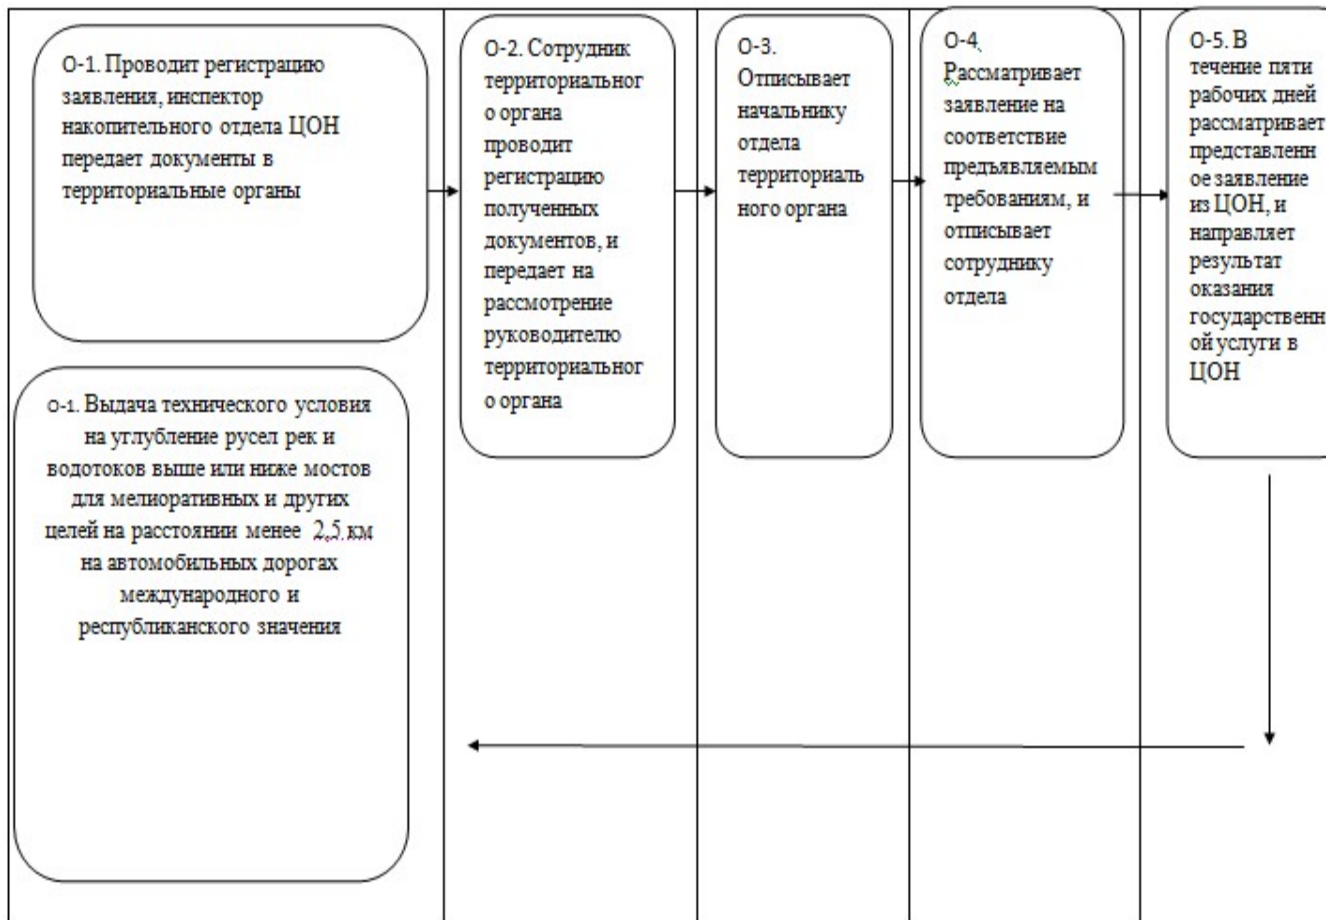 О-1. Проводит регистрацию
заявления, инспектор
накопительного отдела ЦОН
передает документы в
территориальные органы
О-1. Выдача технического условия
на углубление русел рек и
водотоков выше или ниже мостов
для мелиоративных и других
целей на расстоянии менее 2,5 км
на автомобильных дорогах
международного и
республиканского значения
О-2. Сотрудник
территориальног
о органа
проводит
регистрацию
полученных
документов, и
передает на
рассмотрение
руководителю
территориальног
о органа
О-3.
Отписывает
начальнику
отдела
территориаль
ного органа
О-4.
Рассматривает
заявление на
соответствие
предъявляемым
требованиям, и
отписывает
сотруднику
отдела
О-5. В
течение пяти
рабочих дней
рассматривает
представленн
ое заявление
из ЦОН, и
направляет
результат
оказания
государственн
ой услуги в
ЦОН